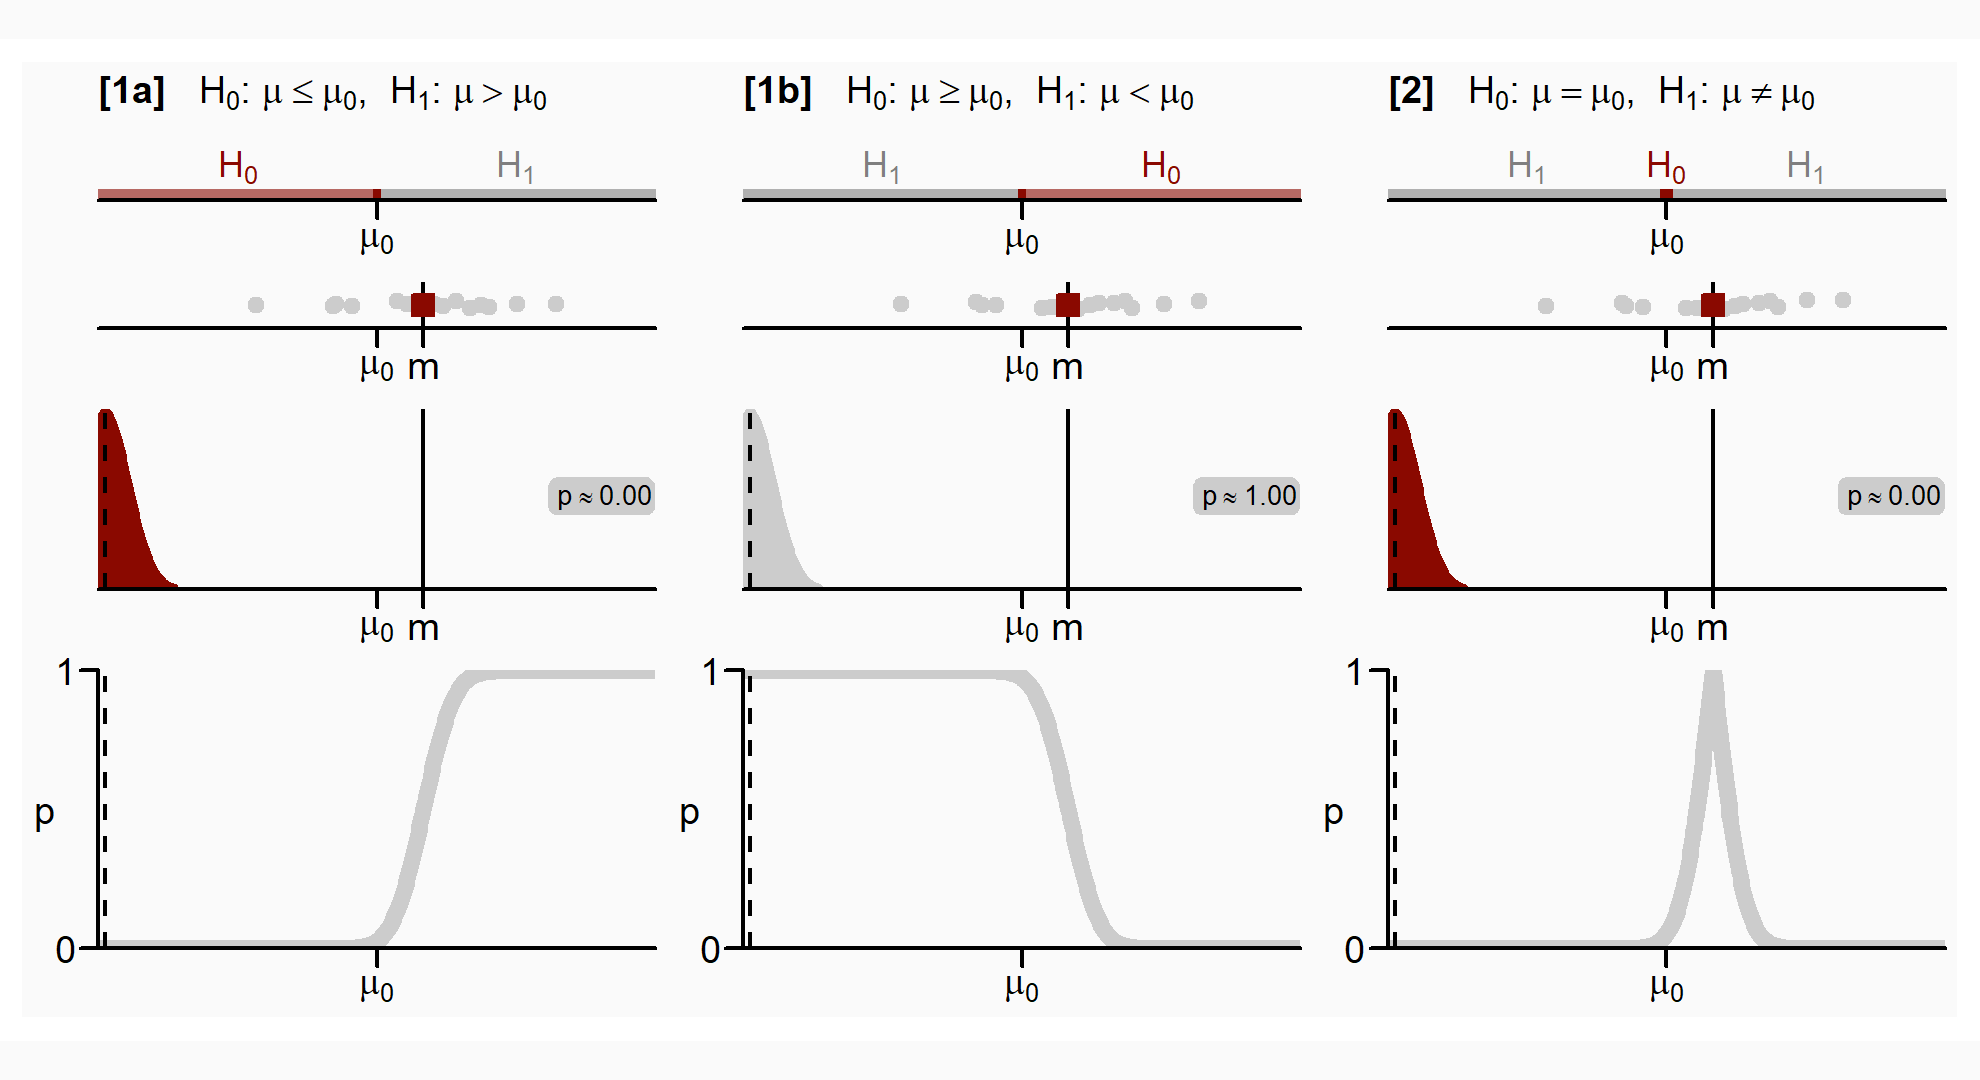 [1a] H₀: μ ≤ μ₀, H₁: μ > μ₀
H₀ H₁
μ₀
μ₀ m
p ≈ 0.00
μ₀ m
1
p
0
μ₀
[1b] H₀: μ ≥ μ₀, H₁: μ < μ₀
H₁ H₀
μ₀
μ₀ m
p ≈ 1.00
μ₀ m
1
p
0
μ₀
[2] H₀: μ = μ₀, H₁: μ ≠ μ₀
H₁ H₀ H₁
μ₀
μ₀ m
p ≈ 0.00
μ₀ m
1
p
0
μ₀